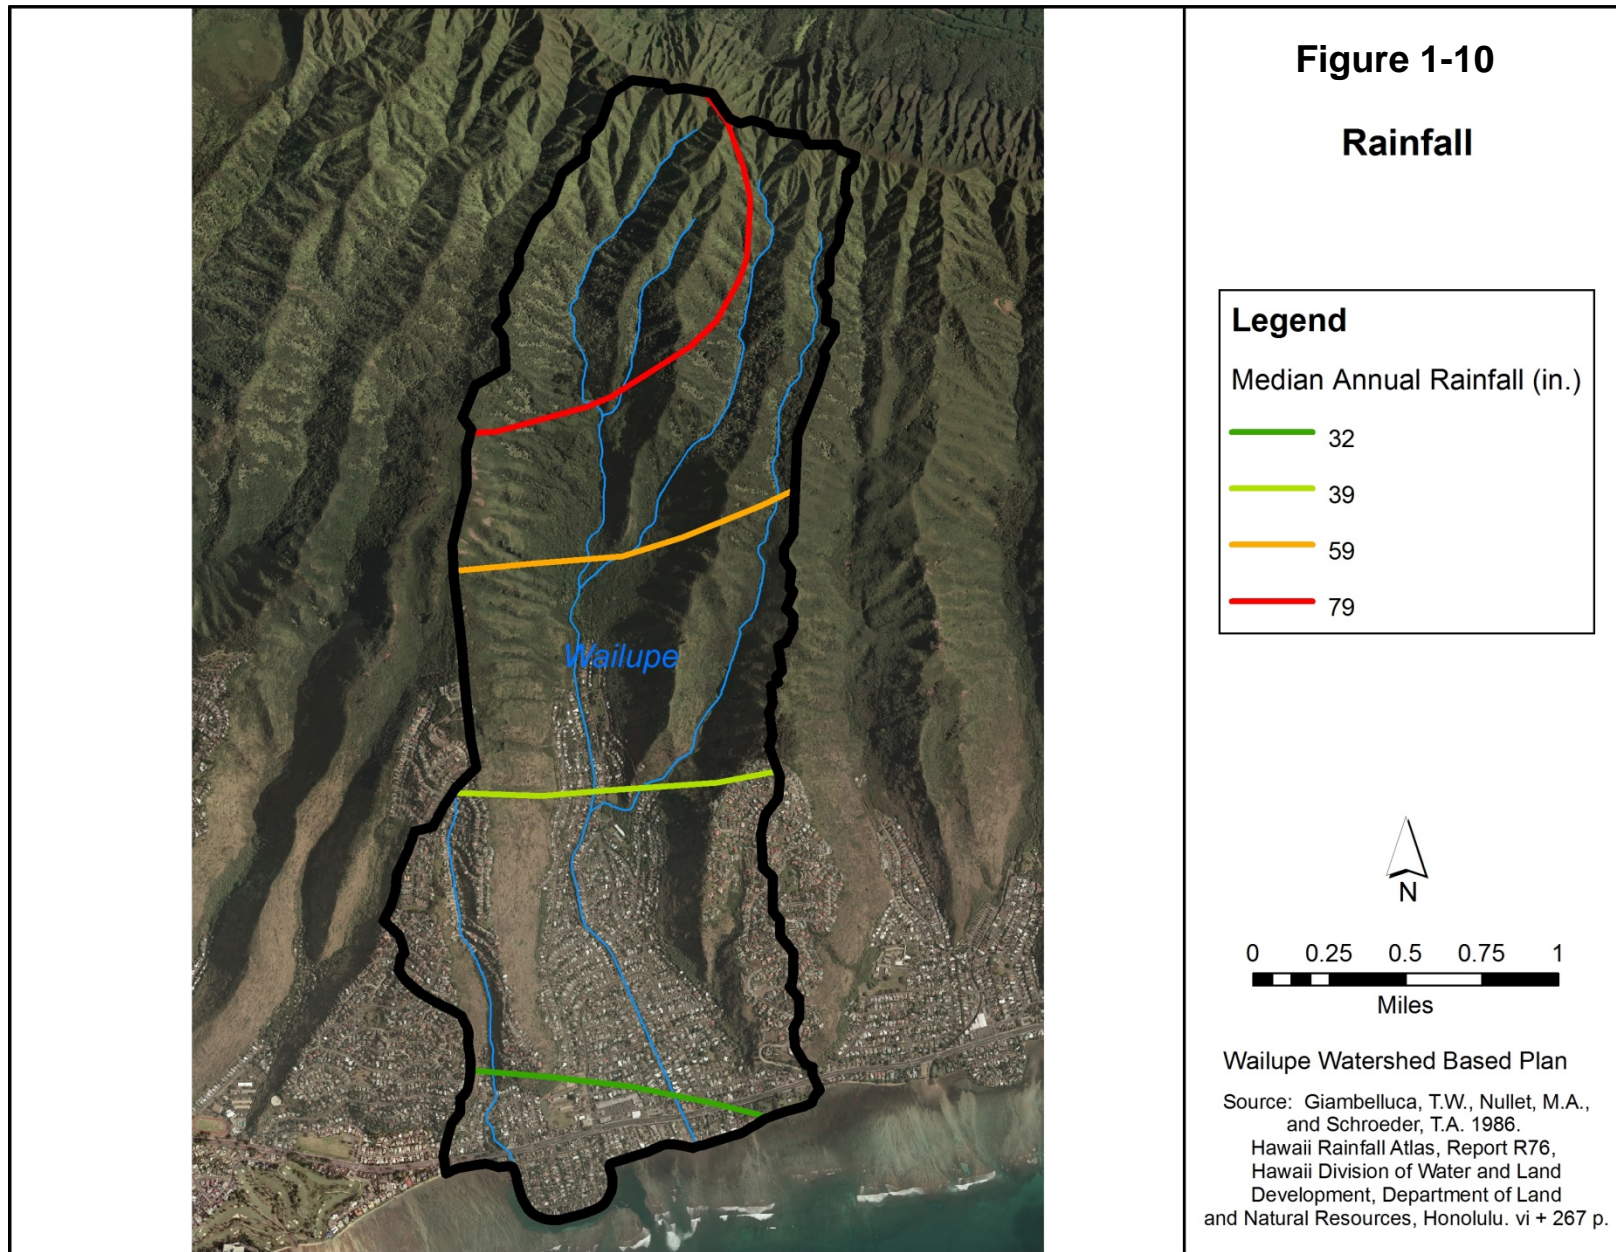 Figure 1-10
Rainfall
Legend
Median Annual Rainfall (in.)
32
39
59
79
Wailupe
N
0 0.25 0.5 0.75 1
Miles
Wailupe Watershed Based Plan
Source: Giambelluca, T.W., Nullet, M.A.,
and Schroeder, T.A. 1986.
Hawaii Rainfall Atlas, Report R76,
Hawaii Division of Water and Land
Development, Department of Land
and Natural Resources, Honolulu. vi + 267 p.